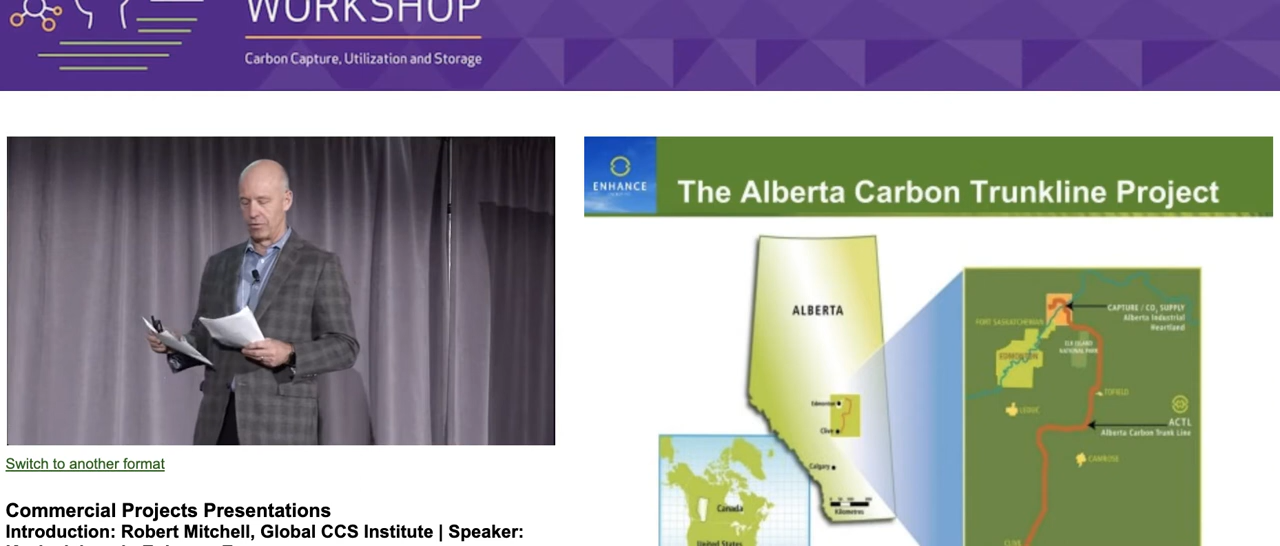 WORKSHOP
Carbon Capture, Utilization and Storage
ENHANCE
The Alberta Carbon Trunkline Project
ALBERTA
Edmonton
Clive
Calgary
Kilometres
Canada
United States
CAPTURE / CO₂ SUPPLY
Alberta Industrial
Heartland
FORT SASKATCHEWAN
ELK ISLAND
NATIONAL PARK
EDMONTON
TOFIELD
LEDUC
ACTL
Alberta Carbon Trunk Line
CAMROSE
CLIVE
Switch to another format
Commercial Projects Presentations
Introduction: Robert Mitchell, Global CCS Institute | Speaker: